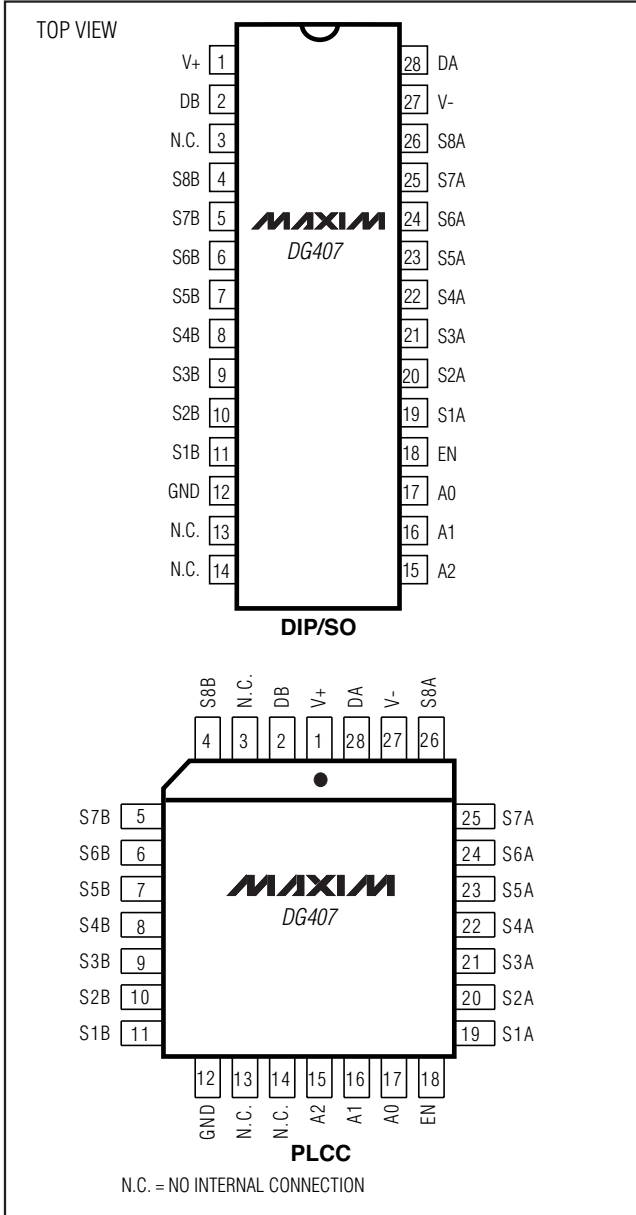 TOP VIEW
V+ 1 28 DA
DB 2 27 V-
N.C. 3 26 S8A
S8B 4 25 S7A
S7B 5 MAXIM 24 S6A
S6B 6 DG407 23 S5A
S5B 7 22 S4A
S4B 8 21 S3A
S3B 9 20 S2A
S2B 10 19 S1A
S1B 11 18 EN
GND 12 17 A0
N.C. 13 16 A1
N.C. 14 15 A2
DIP/SO
S8B N.C. DB V+ DA V- S8A
4 3 2 1 28 27 26
S7B 5 25 S7A
S6B 6 24 S6A
S5B 7 MAXIM 23 S5A
S4B 8 DG407 22 S4A
S3B 9 21 S3A
S2B 10 20 S2A
S1B 11 19 S1A
12 13 14 15 16 17 18
GND N.C. N.C. A2 A1 A0 EN
PLCC
N.C. = NO INTERNAL CONNECTION